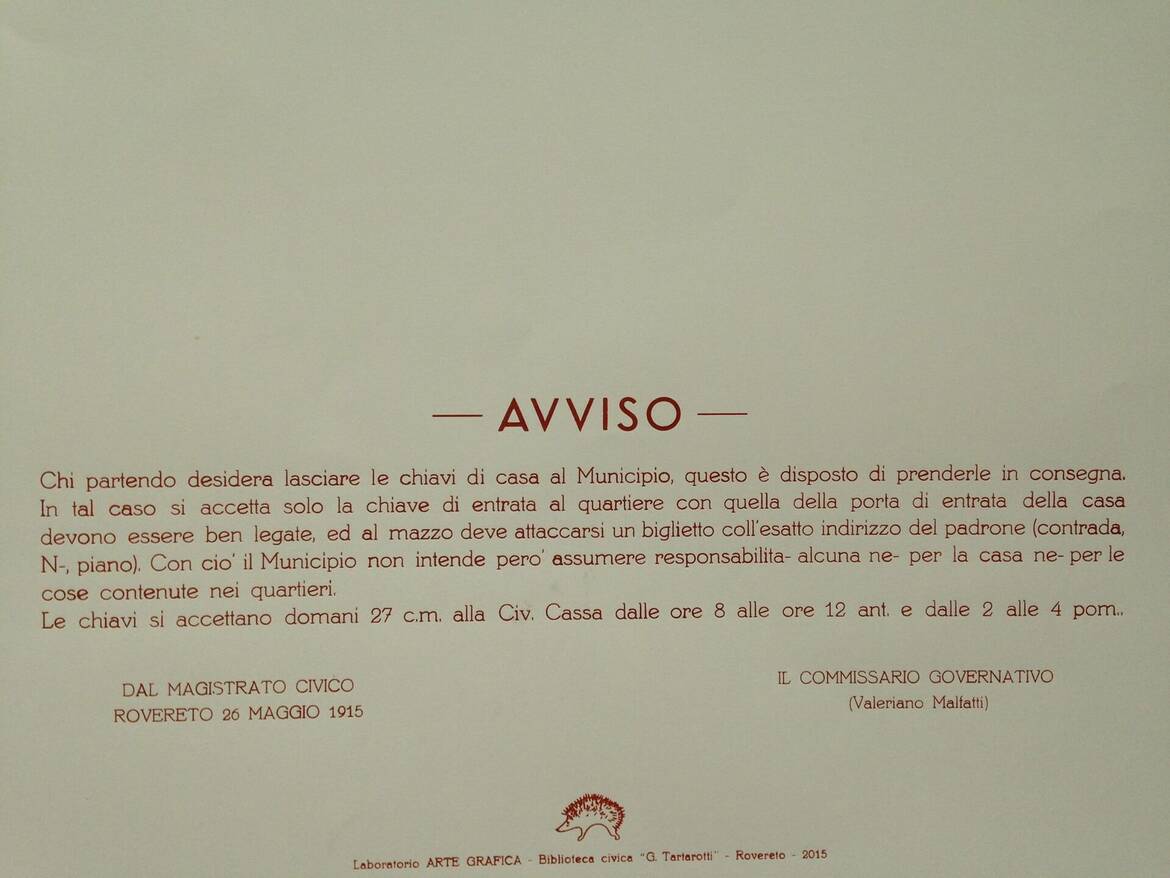 — AVVISO —
Chi partendo desidera lasciare le chiavi di casa al Municipio, questo è disposto di prenderle in consegna.
In tal caso si accetta solo la chiave di entrata al quartiere con quella della porta di entrata della casa
devono essere ben legate, ed al mazzo deve attaccarsi un biglietto coll'esatto indirizzo del padrone (contrada,
N-, piano). Con cio' il Municipio non intende pero' assumere responsabilita- alcuna ne- per la casa ne- per le
cose contenute nei quartieri.
Le chiavi si accettano domani 27 c.m. alla Civ. Cassa dalle ore 8 alle ore 12 ant. e dalle 2 alle 4 pom..
DAL MAGISTRATO CIVICO
ROVERETO 26 MAGGIO 1915
IL COMMISSARIO GOVERNATIVO
(Valeriano Malfatti)
Laboratorio ARTE GRAFICA - Biblioteca civica "G. Tartarotti" - Rovereto - 2015